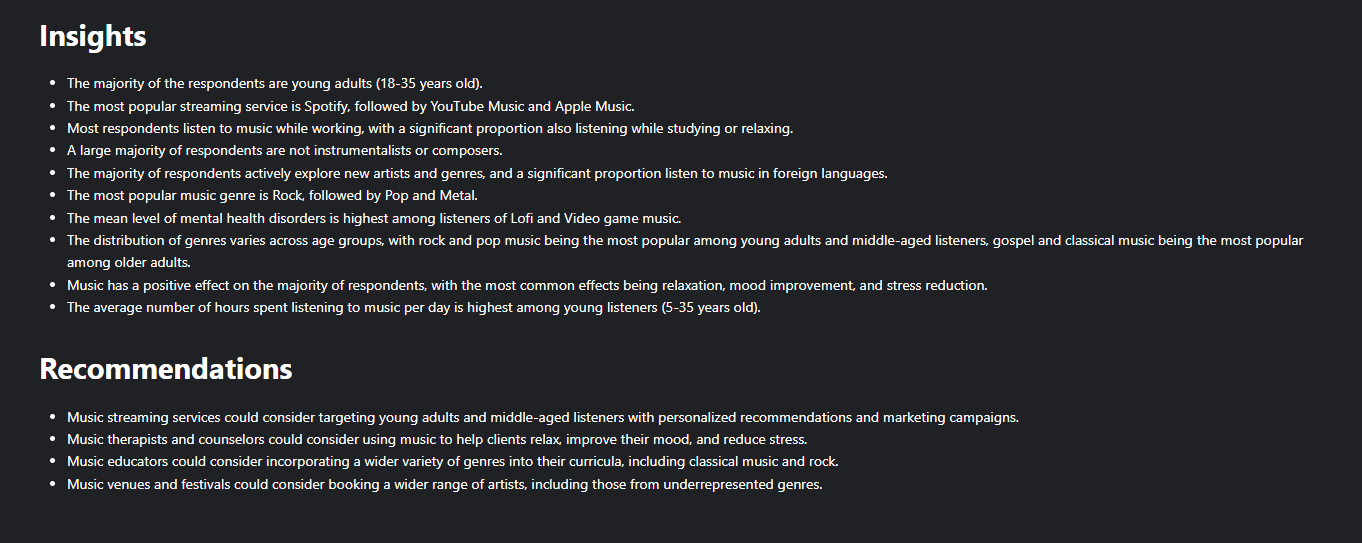 Insights
• The majority of the respondents are young adults (18-35 years old).
• The most popular streaming service is Spotify, followed by YouTube Music and Apple Music.
• Most respondents listen to music while working, with a significant proportion also listening while studying or relaxing.
• A large majority of respondents are not instrumentalists or composers.
• The majority of respondents actively explore new artists and genres, and a significant proportion listen to music in foreign languages.
• The most popular music genre is Rock, followed by Pop and Metal.
• The mean level of mental health disorders is highest among listeners of Lofi and Video game music.
• The distribution of genres varies across age groups, with rock and pop music being the most popular among young adults and middle-aged listeners, gospel and classical music being the most popular
among older adults.
• Music has a positive effect on the majority of respondents, with the most common effects being relaxation, mood improvement, and stress reduction.
• The average number of hours spent listening to music per day is highest among young listeners (5-35 years old).
Recommendations
• Music streaming services could consider targeting young adults and middle-aged listeners with personalized recommendations and marketing campaigns.
• Music therapists and counselors could consider using music to help clients relax, improve their mood, and reduce stress.
• Music educators could consider incorporating a wider variety of genres into their curricula, including classical music and rock.
• Music venues and festivals could consider booking a wider range of artists, including those from underrepresented genres.